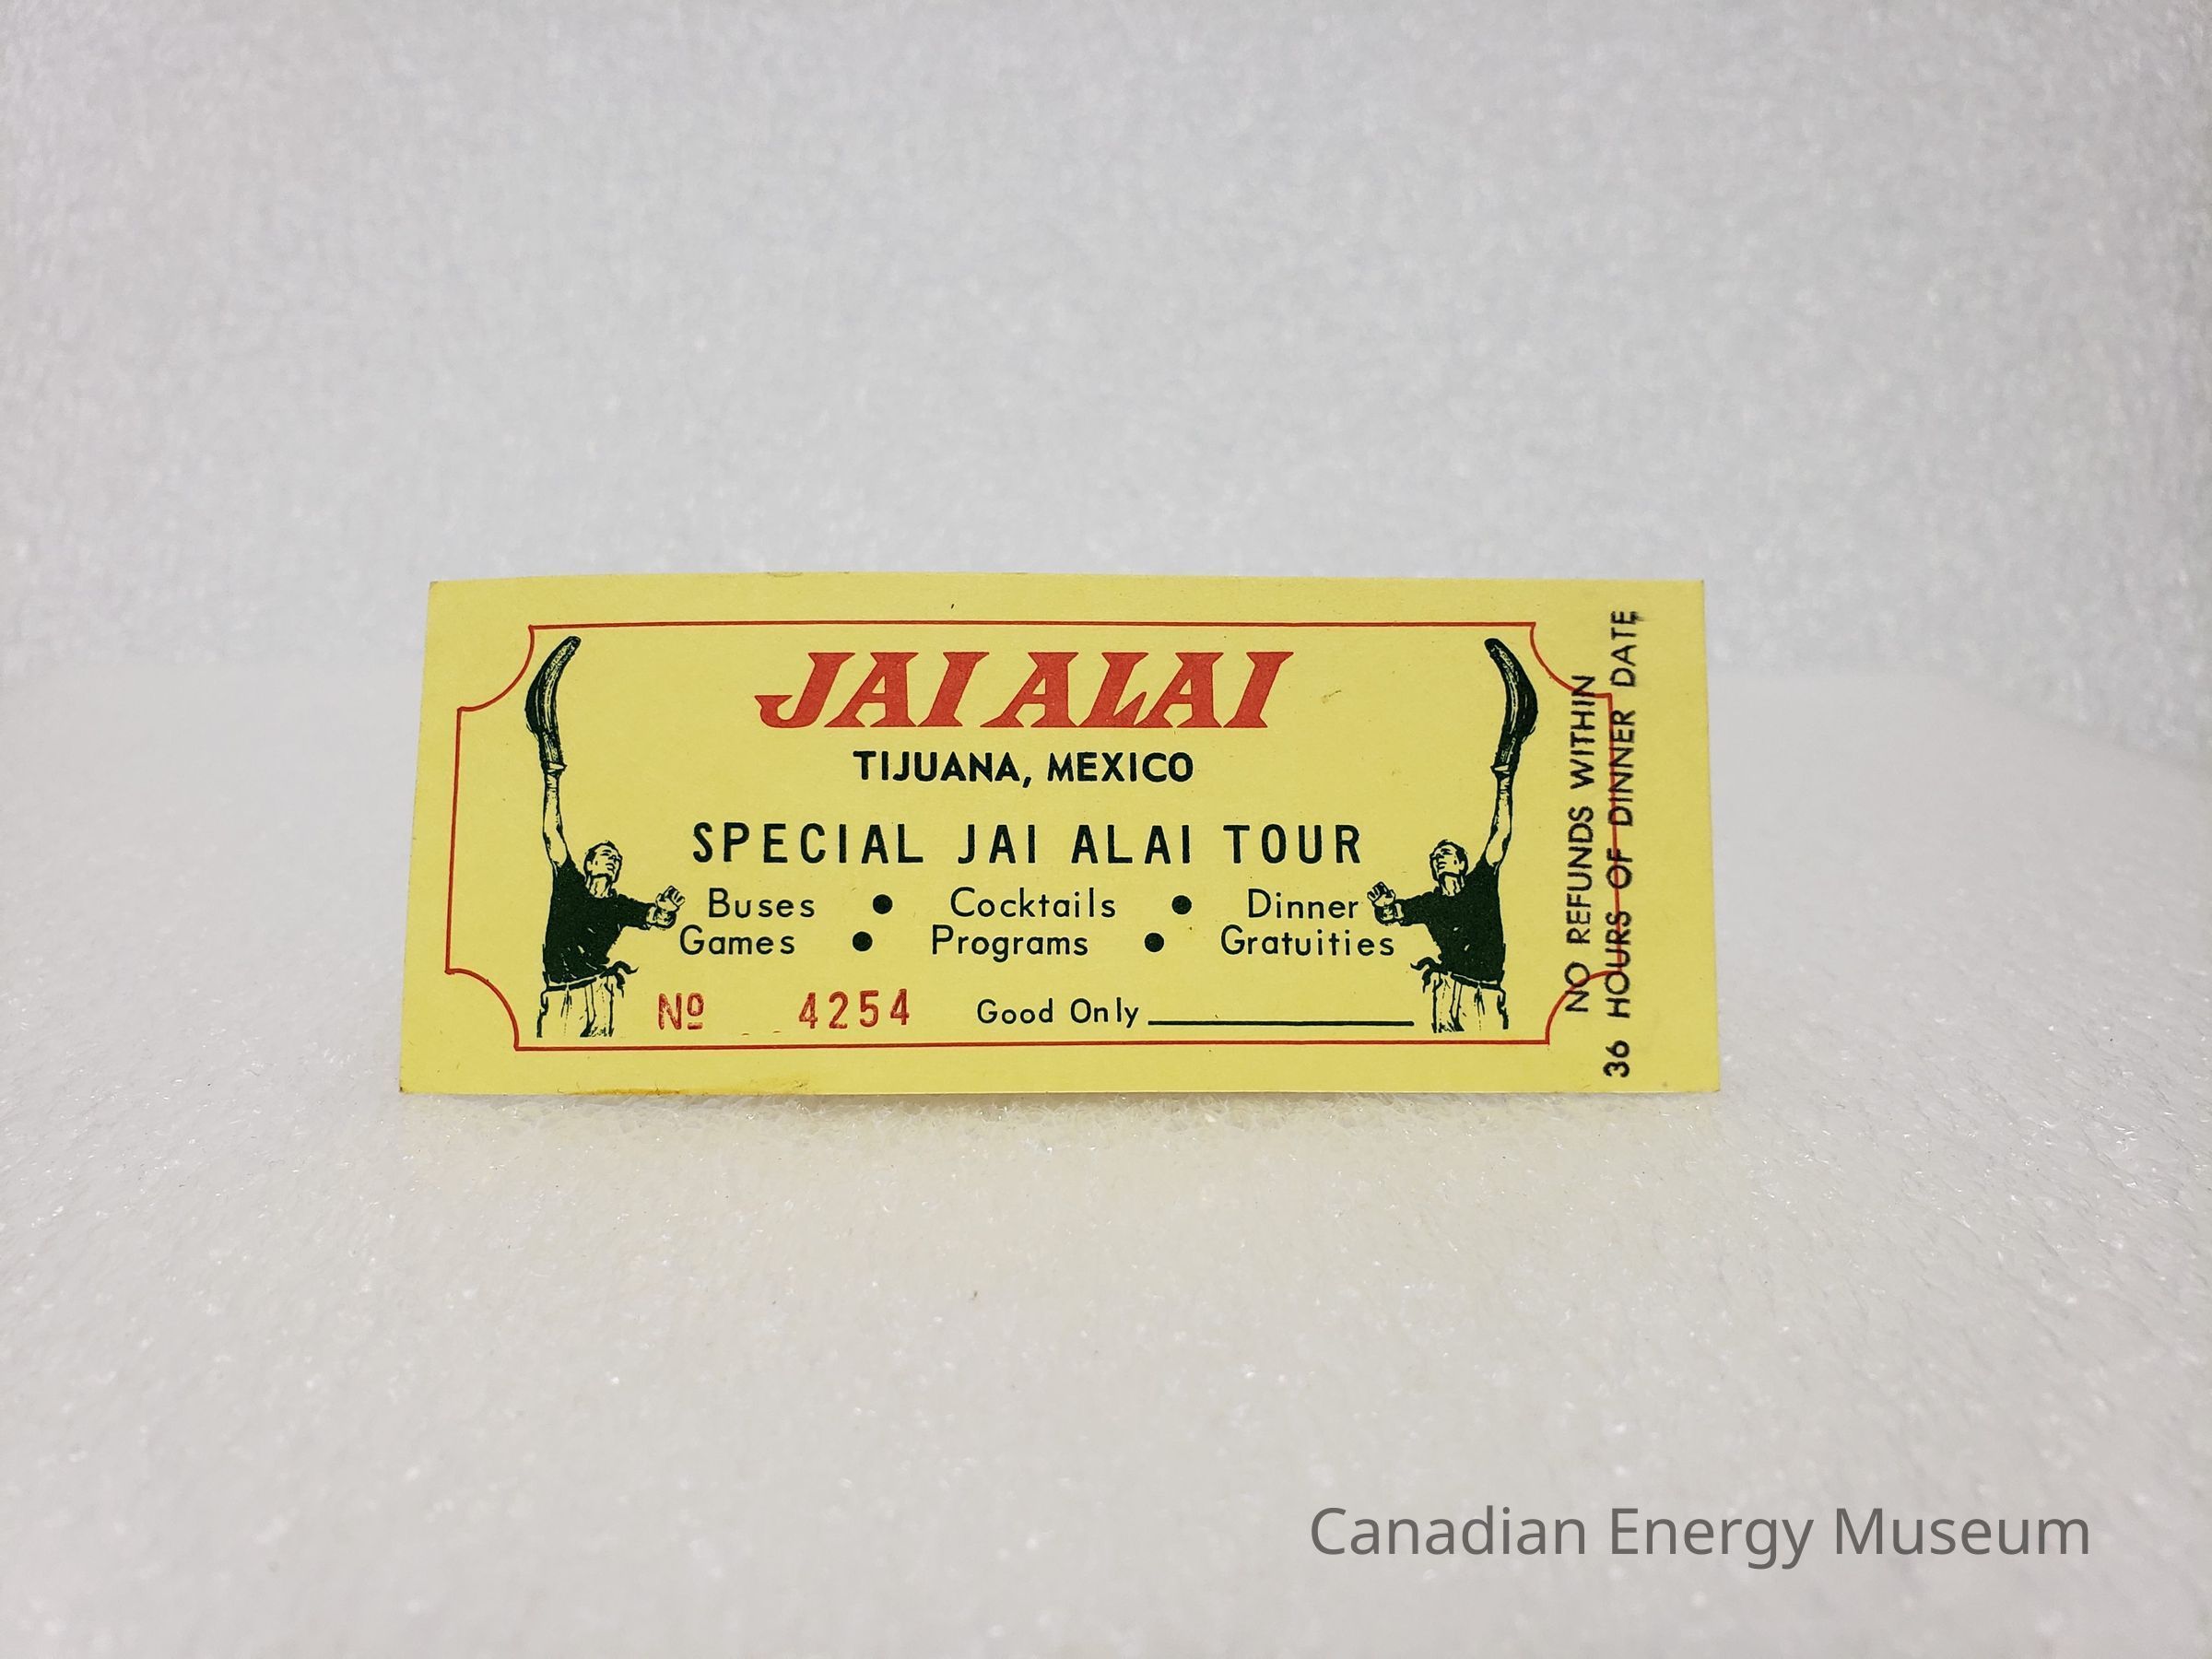 JAI ALAI
TIJUANA, MEXICO
SPECIAL JAI ALAI TOUR
Buses • Cocktails • Dinner
Games • Programs • Gratuities
Nº 4254 Good Only
NO REFUNDS WITHIN
36 HOURS OF DINNER DATE
Canadian Energy Museum